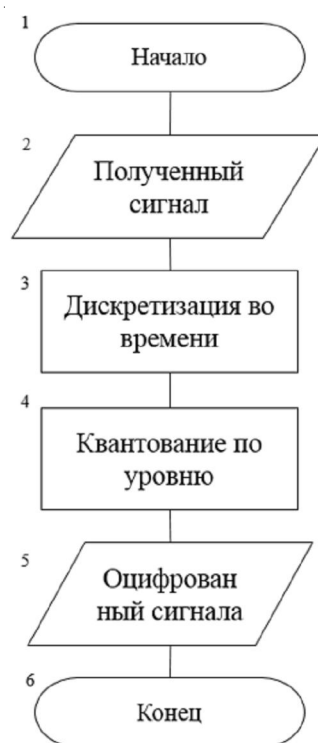 1
Начало
2
Полученный
сигнал
3
Дискретизация во
времени
4
Квантование по
уровню
5
Оцифрован
ный сигнала
6
Конец